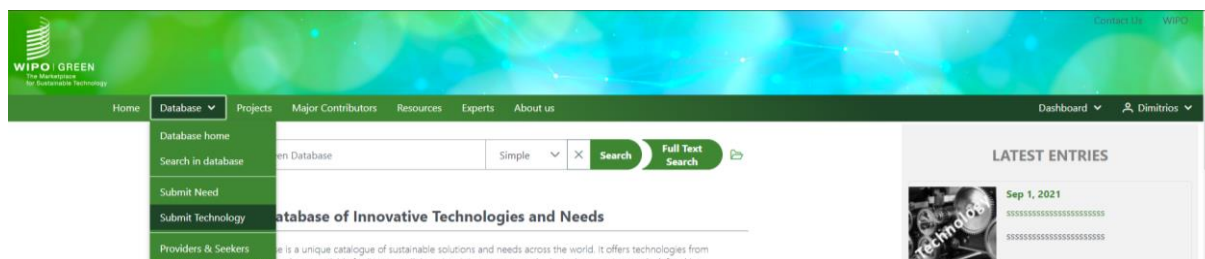 Contact Us WIPO
WIPO | GREEN
The Marketplace
for Sustainable Technology
Home Database Projects Major Contributors Resources Experts About us Dashboard Dimitrios
Database home
Search in database
Submit Need
Submit Technology
Providers & Seekers
en Database Simple × Search Full Text Search
atabase of Innovative Technologies and Needs
e is a unique catalogue of sustainable solutions and needs across the world. It offers technologies from
LATEST ENTRIES
Technology
Sep 1, 2021
ssssssssssssssssssssssss
ssssssssssssssssssssssss